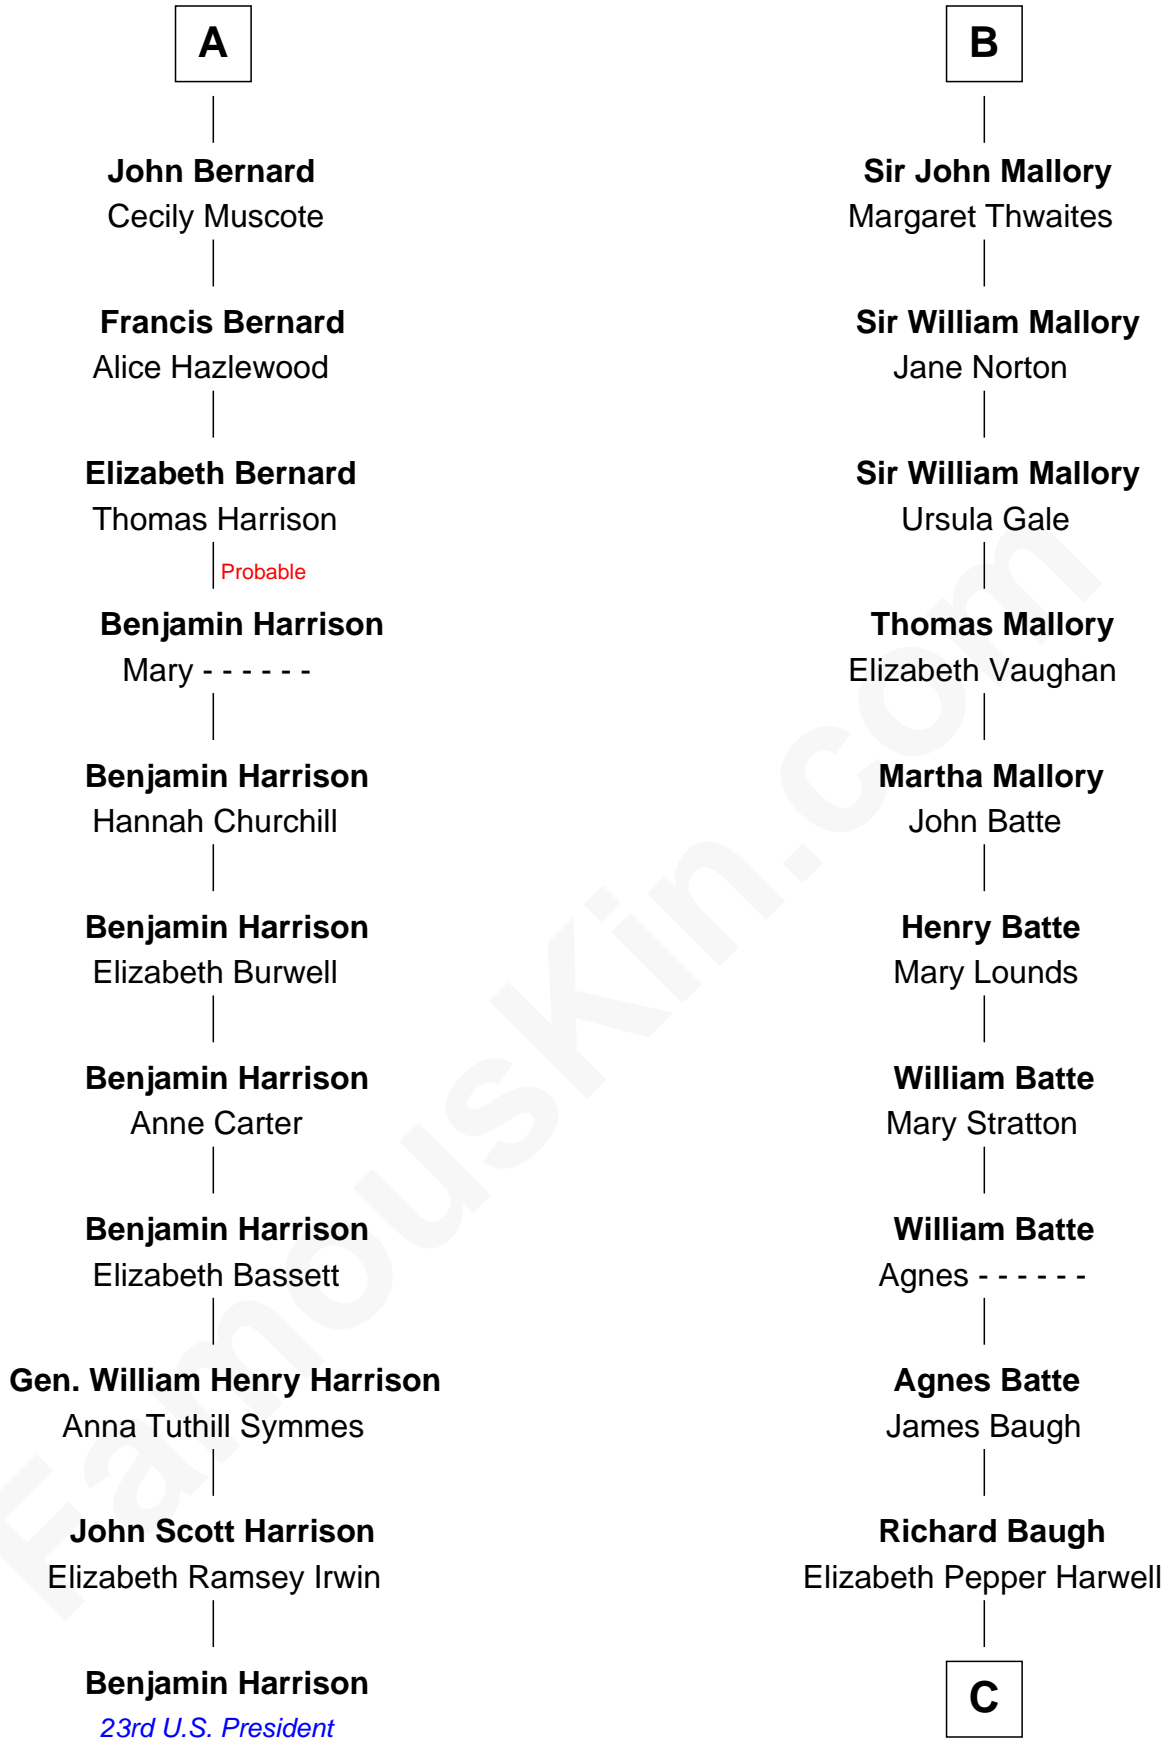 A
John Bernard
Cecily Muscote
Francis Bernard
Alice Hazlewood
Elizabeth Bernard
Thomas Harrison
Probable
Benjamin Harrison
Mary - - - - - -
Benjamin Harrison
Hannah Churchill
Benjamin Harrison
Elizabeth Burwell
Benjamin Harrison
Anne Carter
Benjamin Harrison
Elizabeth Bassett
Gen. William Henry Harrison
Anna Tuthill Symmes
John Scott Harrison
Elizabeth Ramsey Irwin
Benjamin Harrison
23rd U.S. President
B
Sir John Mallory
Margaret Thwaites
Sir William Mallory
Jane Norton
Sir William Mallory
Ursula Gale
Thomas Mallory
Elizabeth Vaughan
Martha Mallory
John Batte
Henry Batte
Mary Lounds
William Batte
Mary Stratton
William Batte
Agnes - - - - - -
Agnes Batte
James Baugh
Richard Baugh
Elizabeth Pepper Harwell
C
FamousKin.com